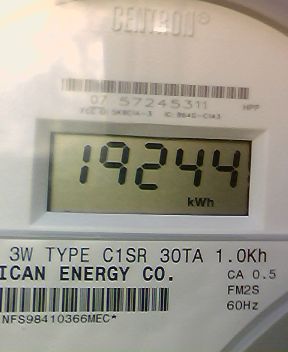 CENTRON®
07 57245311 HPP
19244
kWh
3W TYPE C1SR 30TA 1.0Kh
ICAN ENERGY CO. CA 0.5
FM2S
60Hz
NFS98410366MEC*